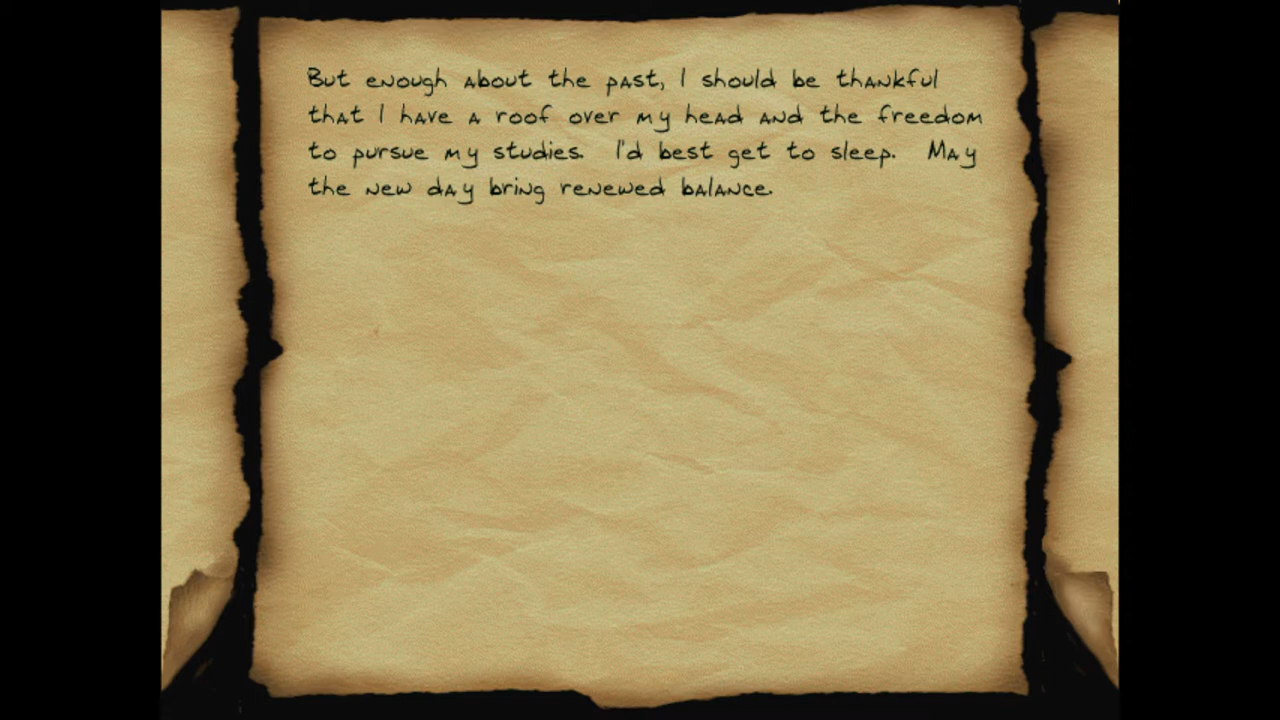 But enough about the past, I should be thankful
that I have a roof over my head and the freedom
to pursue my studies.  I'd best get to sleep.  May
the new day bring renewed balance.